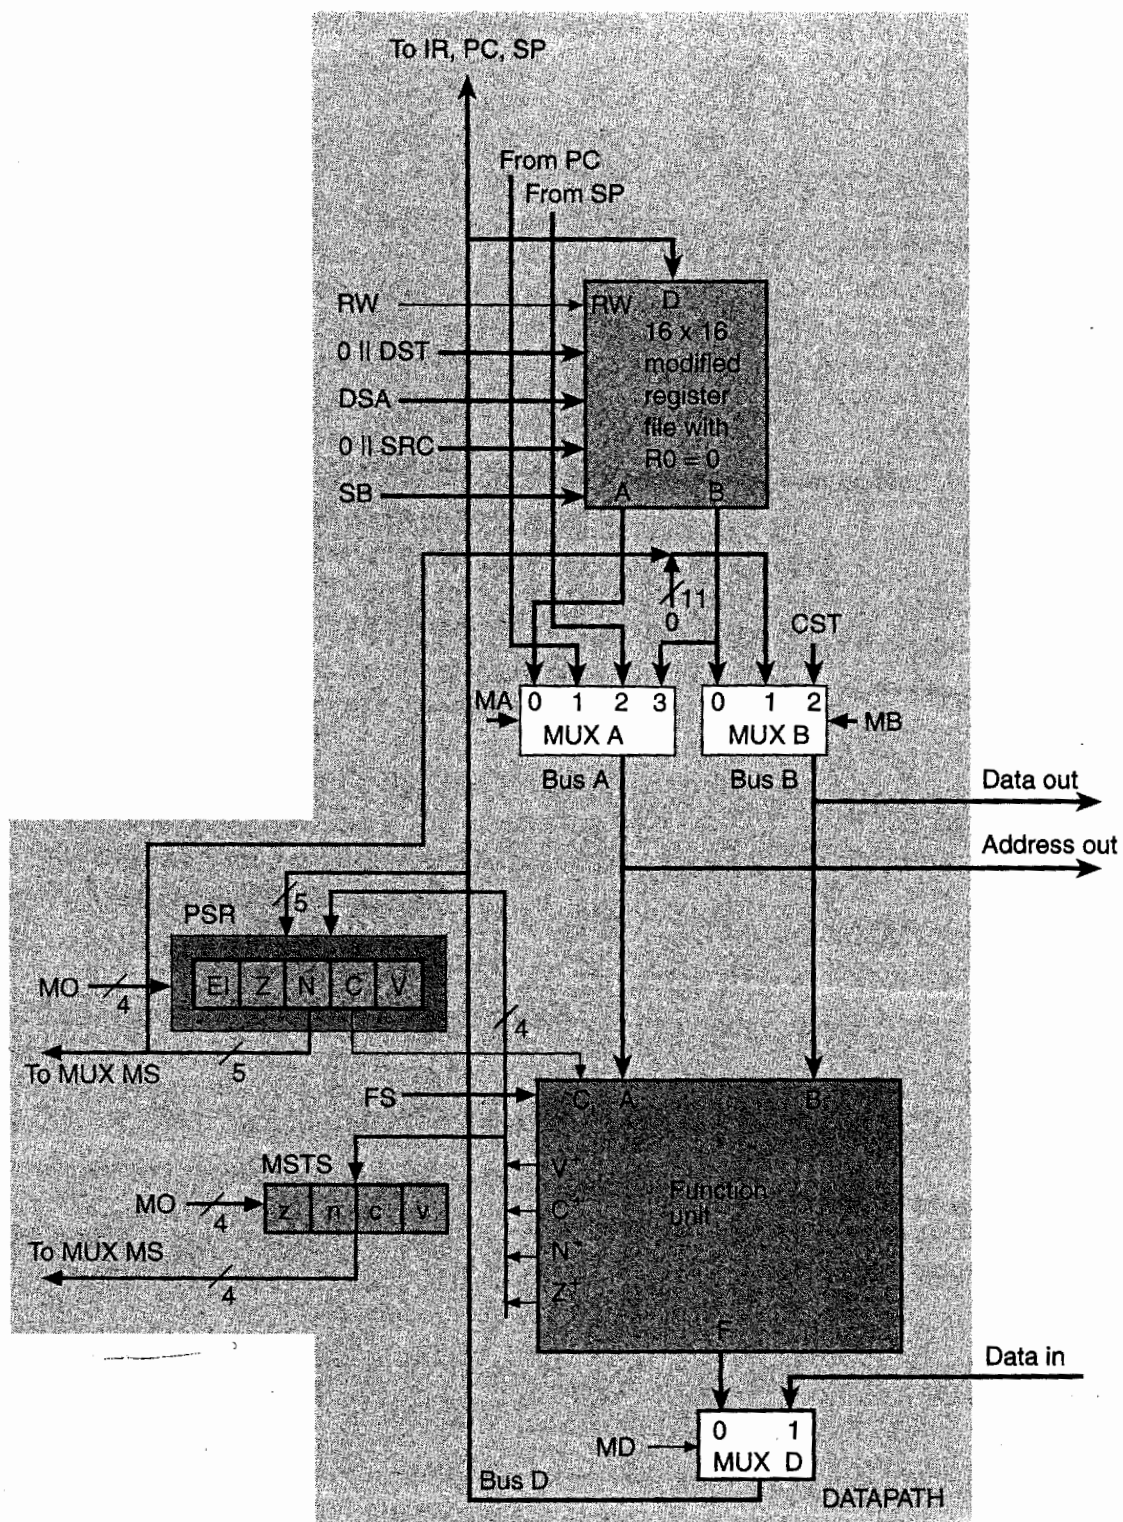 To IR, PC, SP
From PC
From SP
RW
RW D
16 x 16
0 || DST
modified
DSA
register
file with
0 || SRC
R0 = 0
SB
A B
11
0
CST
MA
0 1 2 3
MUX A
0 1 2
MUX B
MB
Bus A
Bus B
Data out
Address out
PSR
5
MO
4
EI Z N C V
4
To MUX MS
5
FS
C A B
MSTS
V+
Function
unit
MO
4
z n c v
C+
N+
To MUX MS
4
Z+
F
Data in
MD
0 1
MUX D
Bus D
DATAPATH